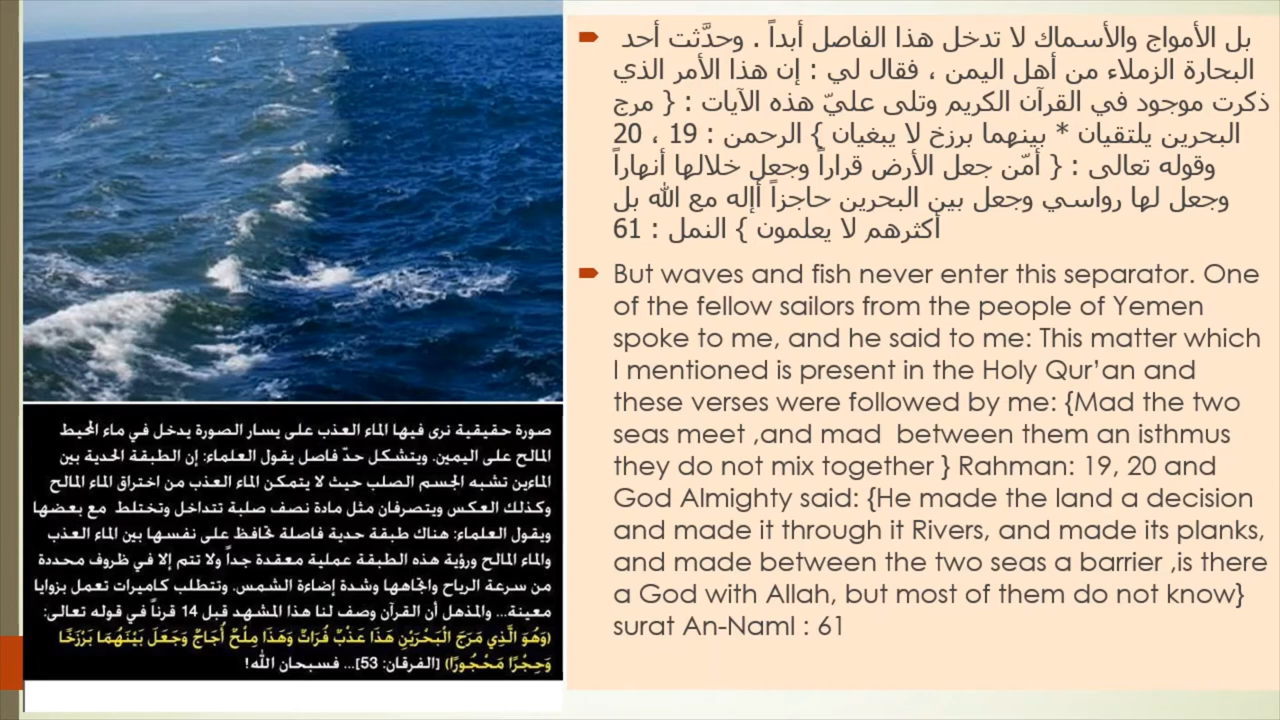 بل الأمواج والأسماك لا تدخل هذا الفاصل أبداً . وحدَّثت أحد
البحارة الزملاء من أهل اليمن ، فقال لي : إن هذا الأمر الذي
ذكرت موجود في القرآن الكريم وتلى عليّ هذه الآيات : { مرج
البحرين يلتقيان * بينهما برزخ لا يبغيان } الرحمن : 19 ، 20
وقوله تعالى : { أمّن جعل الأرض قراراً وجعل خلالها أنهاراً
وجعل لها رواسي وجعل بين البحرين حاجزاً أإله مع الله بل
أكثرهم لا يعلمون } النمل : 61
But waves and fish never enter this separator. One
of the fellow sailors from the people of Yemen
spoke to me, and he said to me: This matter which
I mentioned is present in the Holy Qur’an and
these verses were followed by me: {Mad the two
seas meet ,and mad between them an isthmus
they do not mix together } Rahman: 19, 20 and
God Almighty said: {He made the land a decision
and made it through it Rivers, and made its planks,
and made between the two seas a barrier ,is there
a God with Allah, but most of them do not know}
surat An-Naml : 61
صورة حقيقية نرى فيها الماء العذب على يسار الصورة يدخل في ماء المحيط
المالح على اليمين. ويتشكل حدّ فاصل يقول العلماء: إن الطبقة الحدية بين
الماءين تشبه الجسم الصلب حيث لا يتمكن الماء العذب من اختراق الماء المالح
وكذلك العكس ويتصرفان مثل مادة نصف صلبة تتداخل وتختلط مع بعضها
ويقول العلماء: هناك طبقة حدية فاصلة تحافظ على نفسها بين الماء العذب
والماء المالح ورؤية هذه الطبقة عملية معقدة جداً ولا تتم إلا في ظروف محددة
من سرعة الرياح واتجاهها وشدة إضاءة الشمس. وتتطلب كاميرات تعمل بزوايا
معينة... والمذهل أن القرآن وصف لنا هذا المشهد قبل 14 قرناً في قوله تعالى:
(وَهُوَ الَّذِي مَرَجَ الْبَحْرَيْنِ هَذَا عَذْبٌ فُرَاتٌ وَهَذَا مِلْحٌ أُجَاجٌ وَجَعَلَ بَيْنَهُمَا بَرْزَخًا
وَحِجْرًا مَحْجُورًا) [الفرقان: 53]... فسبحان الله!